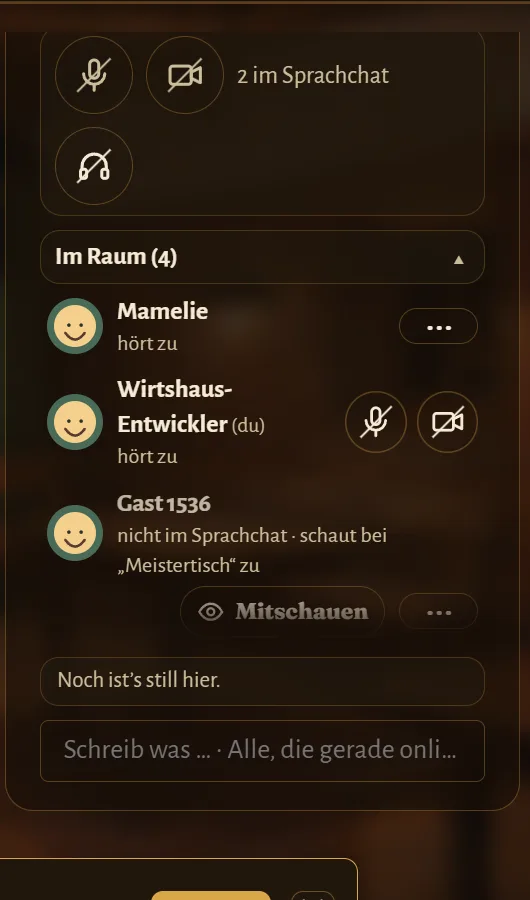 2 im Sprachchat
Im Raum (4)
Mamelie
hört zu
Wirtshaus-
Entwickler (du)
hört zu
Gast 1536
nicht im Sprachchat · schaut bei
„Meistertisch“ zu
Mitschauen
Noch ist’s still hier.
Schreib was … · Alle, die gerade onli…